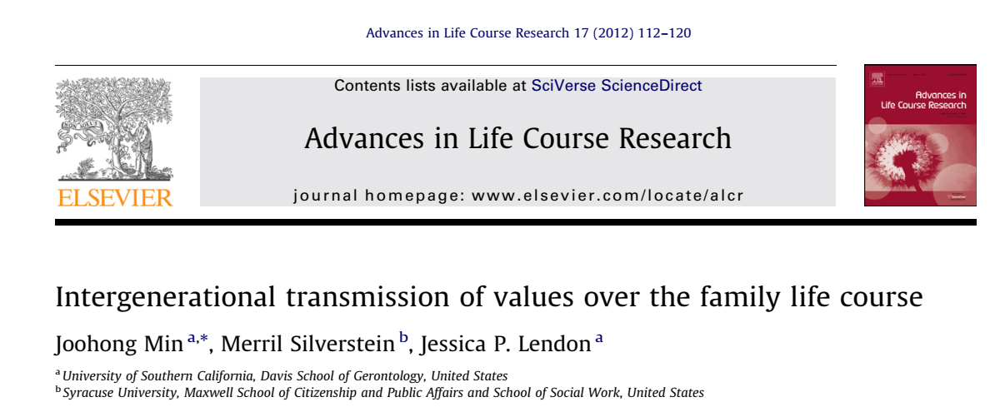 Advances in Life Course Research 17 (2012) 112–120
Contents lists available at SciVerse ScienceDirect
Advances in Life Course Research
journal homepage: www.elsevier.com/locate/alcr
NON SOLUS
ELSEVIER
Advances in
Life Course Research
Intergenerational transmission of values over the family life course
Joohong Min a,*, Merril Silverstein b, Jessica P. Lendon a
a University of Southern California, Davis School of Gerontology, United States
b Syracuse University, Maxwell School of Citizenship and Public Affairs and School of Social Work, United States